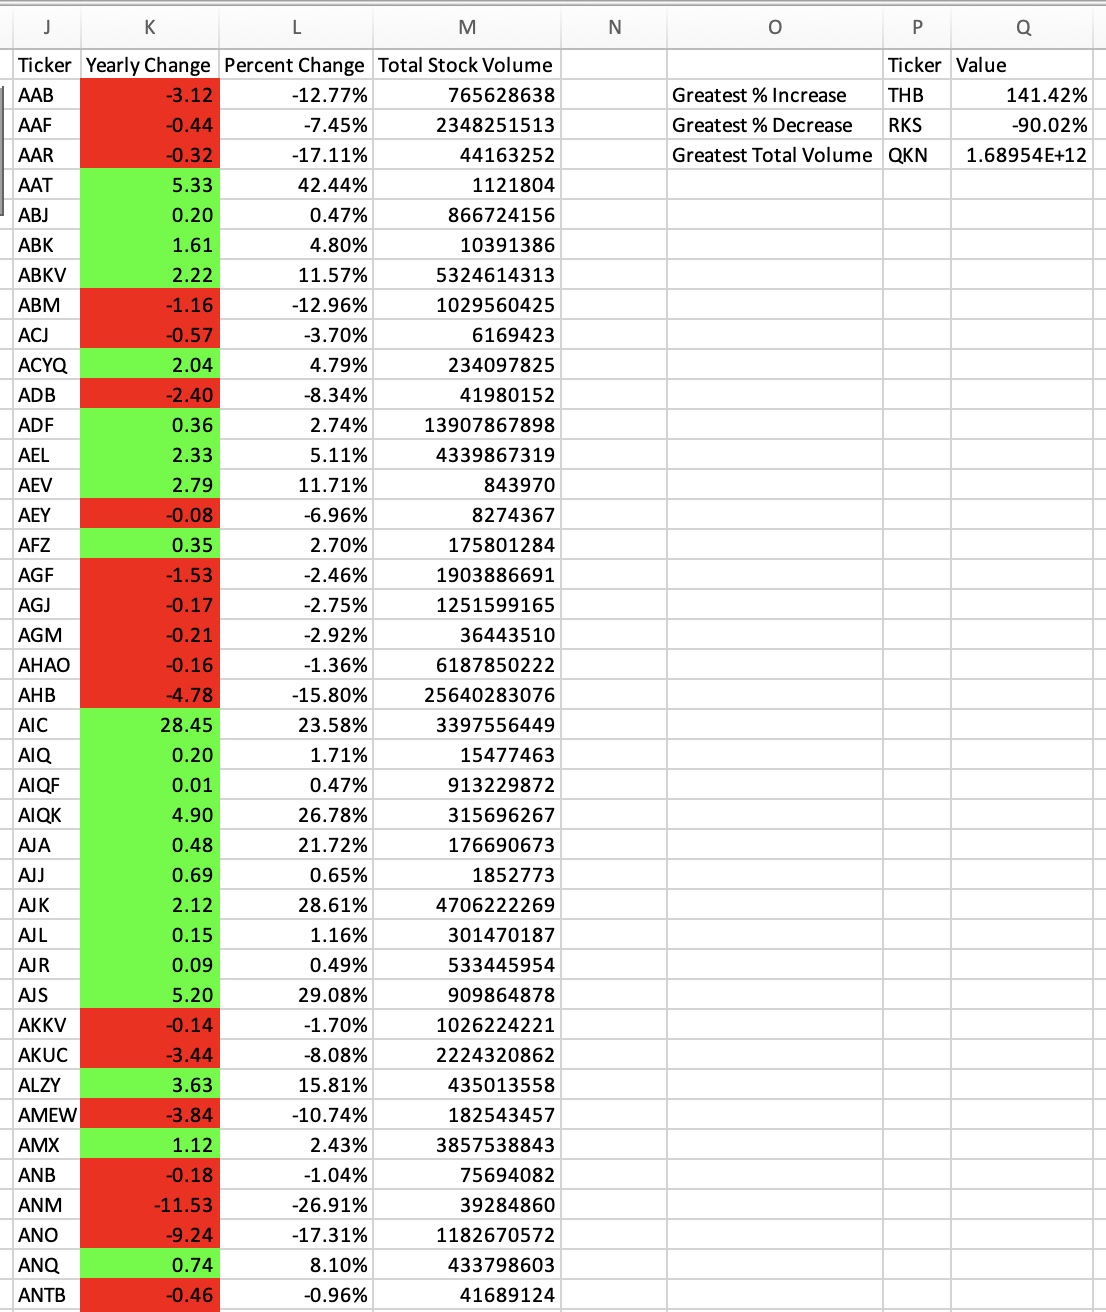 J K L M N O P Q
Ticker Yearly Change Percent Change Total Stock Volume Ticker Value
AAB -3.12 -12.77% 765628638 Greatest % Increase THB 141.42%
AAF -0.44 -7.45% 2348251513 Greatest % Decrease RKS -90.02%
AAR -0.32 -17.11% 44163252 Greatest Total Volume QKN 1.68954E+12
AAT 5.33 42.44% 1121804
ABJ 0.20 0.47% 866724156
ABK 1.61 4.80% 10391386
ABKV 2.22 11.57% 5324614313
ABM -1.16 -12.96% 1029560425
ACJ -0.57 -3.70% 6169423
ACYQ 2.04 4.79% 234097825
ADB -2.40 -8.34% 41980152
ADF 0.36 2.74% 13907867898
AEL 2.33 5.11% 4339867319
AEV 2.79 11.71% 843970
AEY -0.08 -6.96% 8274367
AFZ 0.35 2.70% 175801284
AGF -1.53 -2.46% 1903886691
AGJ -0.17 -2.75% 1251599165
AGM -0.21 -2.92% 36443510
AHAO -0.16 -1.36% 6187850222
AHB -4.78 -15.80% 25640283076
AIC 28.45 23.58% 3397556449
AIQ 0.20 1.71% 15477463
AIQF 0.01 0.47% 913229872
AIQK 4.90 26.78% 315696267
AJA 0.48 21.72% 176690673
AJJ 0.69 0.65% 1852773
AJK 2.12 28.61% 4706222269
AJL 0.15 1.16% 301470187
AJR 0.09 0.49% 533445954
AJS 5.20 29.08% 909864878
AKKV -0.14 -1.70% 1026224221
AKUC -3.44 -8.08% 2224320862
ALZY 3.63 15.81% 435013558
AMEW -3.84 -10.74% 182543457
AMX 1.12 2.43% 3857538843
ANB -0.18 -1.04% 75694082
ANM -11.53 -26.91% 39284860
ANO -9.24 -17.31% 1182670572
ANQ 0.74 8.10% 433798603
ANTB -0.46 -0.96% 41689124